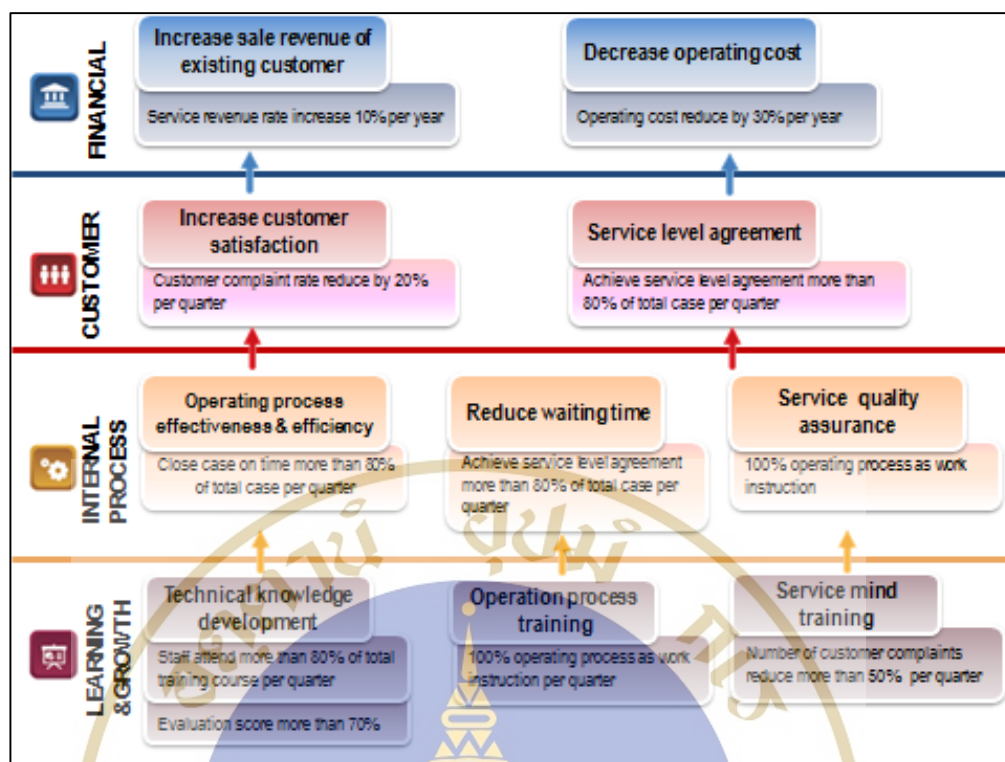 FINANCIAL
Increase sale revenue of
existing customer
Service revenue rate increase 10% per year
Decrease operating cost
Operating cost reduce by 30% per year
CUSTOMER
Increase customer
satisfaction
Customer complaint rate reduce by 20%
per quarter
Service level agreement
Achieve service level agreement more than
80% of total case per quarter
INTERNAL
PROCESS
Operating process
effectiveness & efficiency
Close case on time more than 80%
of total case per quarter
Reduce waiting time
Achieve service level agreement
more than 80% of total case per
quarter
Service quality
assurance
100% operating process as work
instruction
LEARNING
&GROWTH
Technical knowledge
development
Staff attend more than 80% of total
training course per quarter
Evaluation score more than 70%
Operation process
training
100% operating process as work
instruction per quarter
Service mind
training
Number of customer complaints
reduce more than 50% per quarter